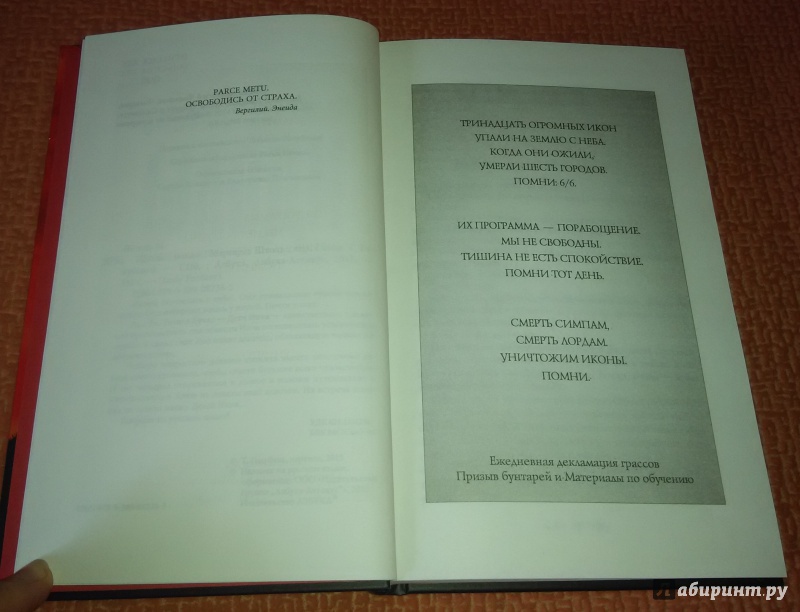 PARCE METU.
ОСВОБОДИСЬ ОТ СТРАХА.
Вергилий. Энеида
ТРИНАДЦАТЬ ОГРОМНЫХ ИКОН
УПАЛИ НА ЗЕМЛЮ С НЕБА.
КОГДА ОНИ ОЖИЛИ,
УМЕРЛИ ШЕСТЬ ГОРОДОВ.
ПОМНИ: 6/6.
ИХ ПРОГРАММА — ПОРАБОЩЕНИЕ.
МЫ НЕ СВОБОДНЫ.
ТИШИНА НЕ ЕСТЬ СПОКОЙСТВИЕ.
ПОМНИ ТОТ ДЕНЬ.
СМЕРТЬ СИМПАМ,
СМЕРТЬ ЛОРДАМ.
УНИЧТОЖИМ ИКОНЫ.
ПОМНИ.
Ежедневная декламация грассов
Призыв бунтарей и Материалы по обучению
лабиринт.ру